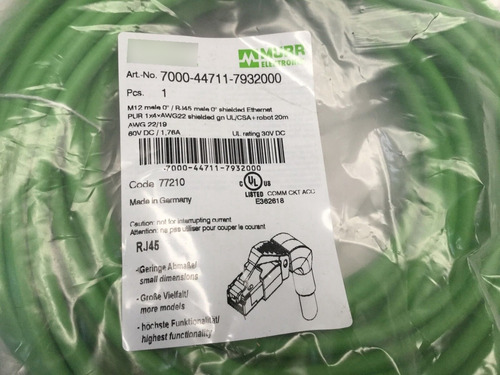 MURR
ELEKTRONIK
Art.-No. 7000-44711-7932000
Pcs. 1
M12 male 0° / RJ45 male 0° shielded Ethernet
PUR 1x4xAWG22 shielded gn UL/CSA+robot 20m
AWG 22/19
60V DC / 1,76A UL rating 30V DC
-7000-44711-7932000
Code 77210
Made in Germany
UL US
LISTED COMM CKT ACC
E362618
Caution: not for interrupting current
Attention: ne pas utiliser pour couper le courant
RJ45
-Geringe Abmaße/
small dimensions
- Große Vielfalt/
more models
- höchste Funktionalität/
highest functionality